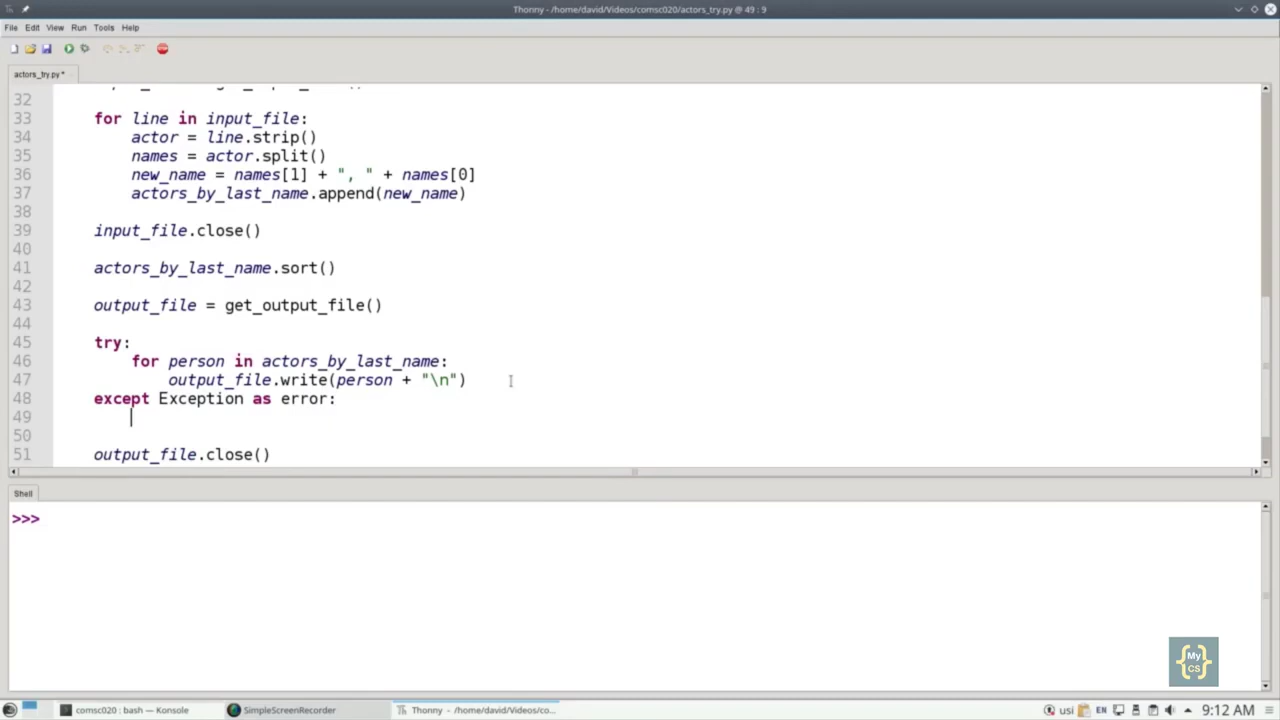 Thonny - /home/david/Videos/comsc020/actors_try.py @ 49 : 9
File Edit View Run Tools Help
actors_try.py *
32
33 for line in input_file:
34 actor = line.strip()
35 names = actor.split()
36 new_name = names[1] + ", " + names[0]
37 actors_by_last_name.append(new_name)
38
39 input_file.close()
40
41 actors_by_last_name.sort()
42
43 output_file = get_output_file()
44
45 try:
46 for person in actors_by_last_name:
47 output_file.write(person + "\n")
48 except Exception as error:
49
50
51 output_file.close()
Shell
>>>
My
CS
comsc020 : bash — Konsole
SimpleScreenRecorder
Thonny - /home/david/Videos/co...
usi
EN
9:12 AM